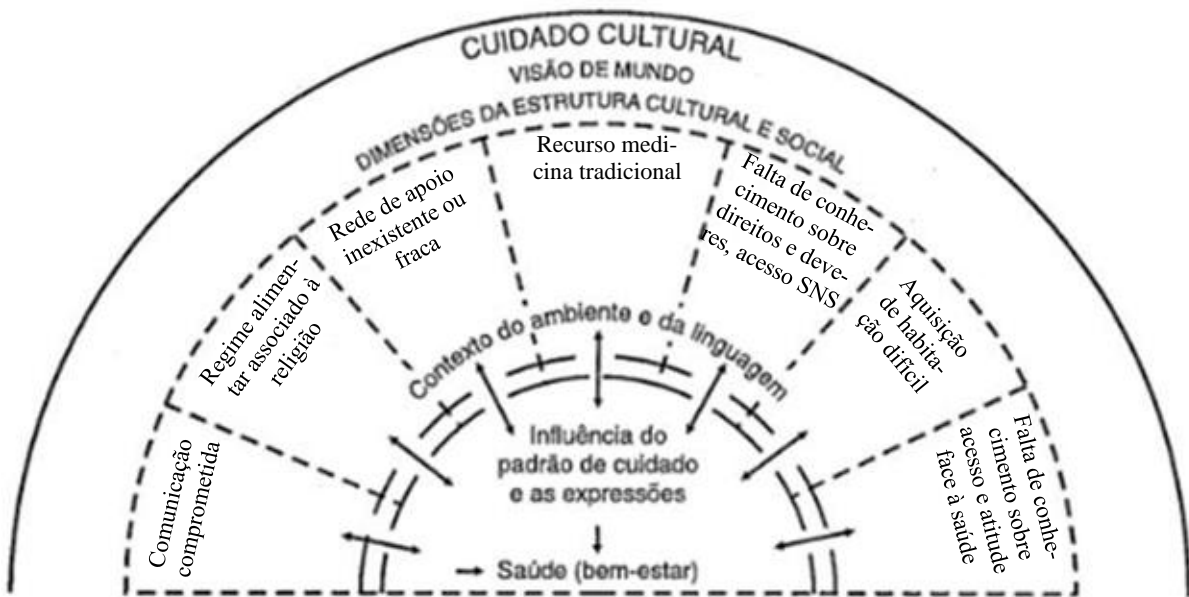 CUIDADO CULTURAL
VISÃO DE MUNDO
DIMENSÕES DA ESTRUTURA CULTURAL E SOCIAL
Comunicação
comprometida
Regime alimen-
tar associado à
religião
Rede de apoio
inexistente ou
fraca
Recurso medi-
cina tradicional
Falta de conhe-
cimento sobre
direitos e deve-
res, acesso SNS
Aquisição
de habita-
ção difícil
Falta de conhe-
cimento sobre
acesso e atitude
face à saúde
Contexto do ambiente e da linguagem
Influência do
padrão de cuidado
e as expressões
Saúde (bem-estar)